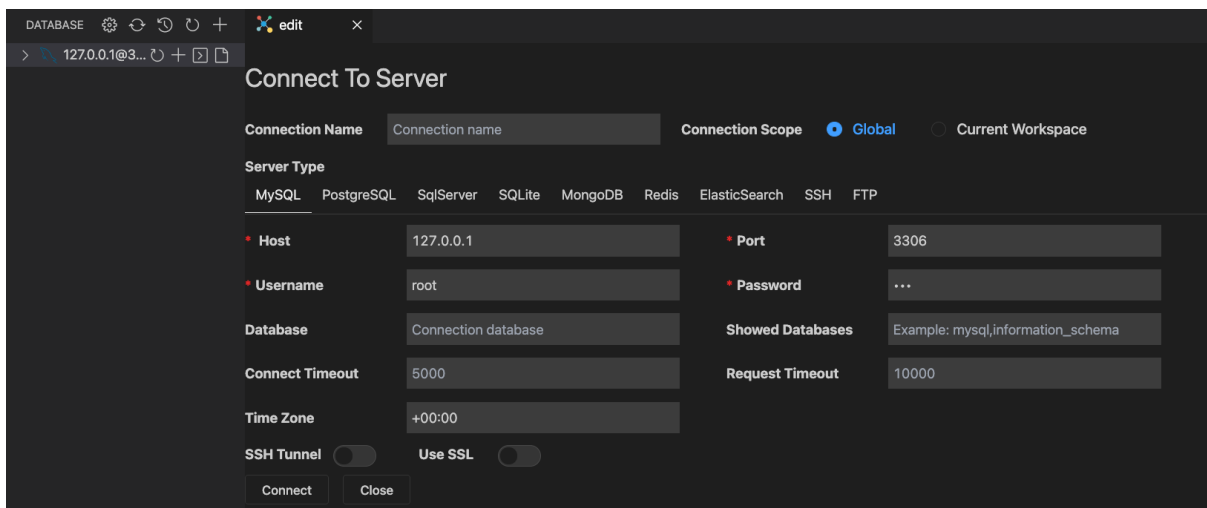 DATABASE
edit
127.0.0.1@3...
Connect To Server
Connection Name Connection name Connection Scope Global Current Workspace
Server Type
MySQL PostgreSQL SqlServer SQLite MongoDB Redis ElasticSearch SSH FTP
* Host 127.0.0.1 * Port 3306
* Username root * Password •••
Database Connection database Showed Databases Example: mysql,information_schema
Connect Timeout 5000 Request Timeout 10000
Time Zone +00:00
SSH Tunnel Use SSL
Connect Close